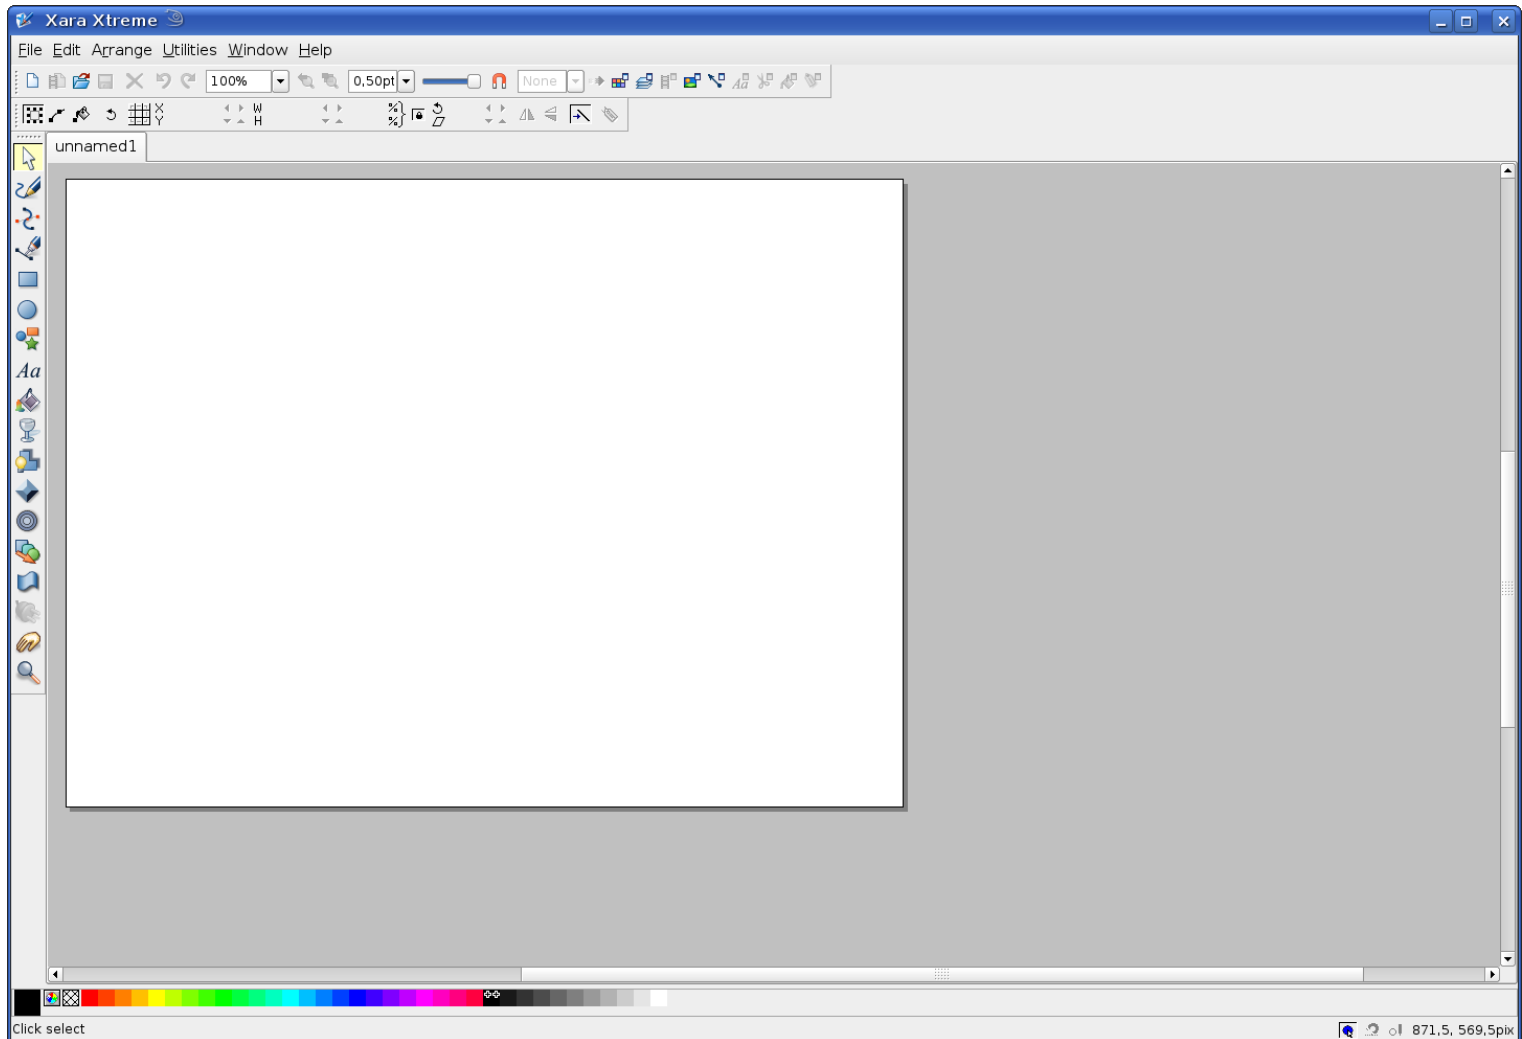 Xara Xtreme
File Edit Arrange Utilities Window Help
100% 0,50pt None
X Y W H % %
unnamed1
Aa
Click select 871,5, 569,5pix